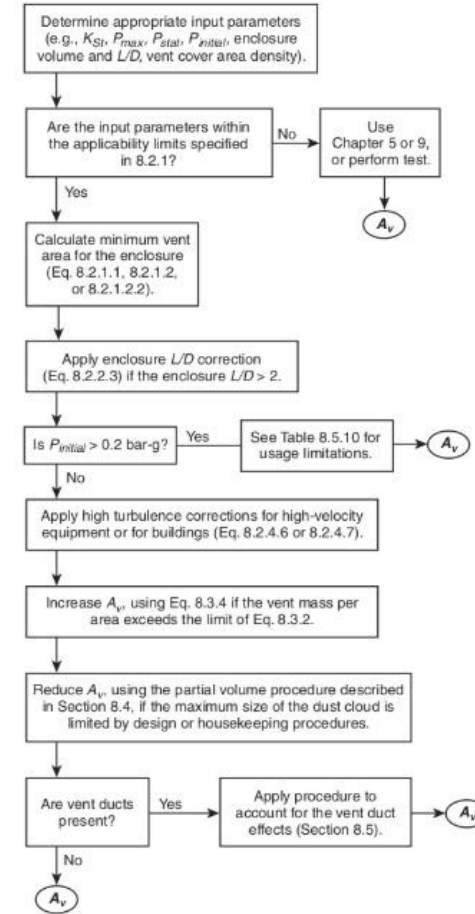 Determine appropriate input parameters
(e.g., KSt, Pmax, Pstat, Pinitial, enclosure
volume and L/D, vent cover area density).
Are the input parameters within
the applicability limits specified
in 8.2.1?
No
Use
Chapter 5 or 9,
or perform test.
Yes
Av
Calculate minimum vent
area for the enclosure
(Eq. 8.2.1.1, 8.2.1.2,
or 8.2.1.2.2).
Apply enclosure L/D correction
(Eq. 8.2.2.3) if the enclosure L/D > 2.
Is Pinitial > 0.2 bar-g?
Yes
See Table 8.5.10 for
usage limitations.
Av
No
Apply high turbulence corrections for high-velocity
equipment or for buildings (Eq. 8.2.4.6 or 8.2.4.7).
Increase Av, using Eq. 8.3.4 if the vent mass per
area exceeds the limit of Eq. 8.3.2.
Reduce Av, using the partial volume procedure described
in Section 8.4, if the maximum size of the dust cloud is
limited by design or housekeeping procedures.
Are vent ducts
present?
Yes
Apply procedure to
account for the vent duct
effects (Section 8.5).
Av
No
Av